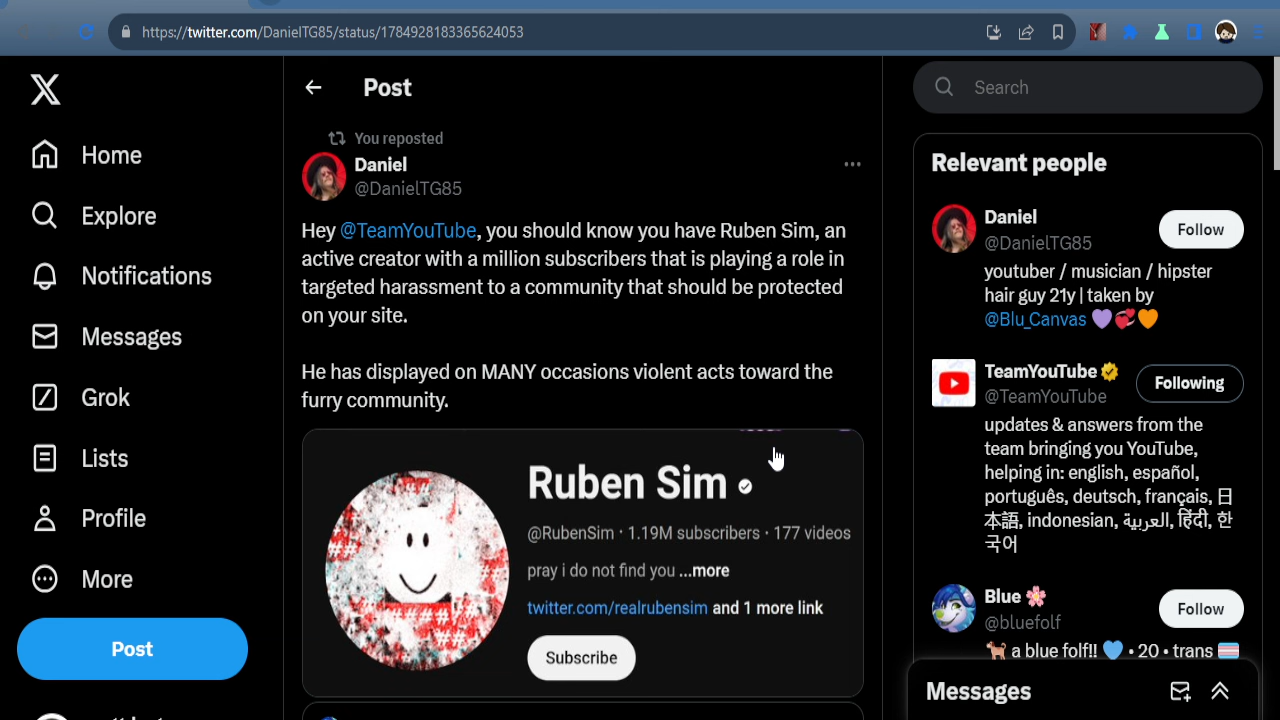 https://twitter.com/DanielTG85/status/1784928183365624053
Home
Explore
Notifications
Messages
Grok
Lists
Profile
More
Post
Post
You reposted
Daniel
@DanielTG85
Hey @TeamYouTube, you should know you have Ruben Sim, an
active creator with a million subscribers that is playing a role in
targeted harassment to a community that should be protected
on your site.
He has displayed on MANY occasions violent acts toward the
furry community.
Ruben Sim
@RubenSim · 1.19M subscribers · 177 videos
pray i do not find you ...more
twitter.com/realrubensim and 1 more link
Subscribe
Search
Relevant people
Daniel
@DanielTG85
Follow
youtuber / musician / hipster
hair guy 21y | taken by
@Blu_Canvas 💜💞🧡
TeamYouTube
@TeamYouTube
Following
updates & answers from the
team bringing you YouTube,
helping in: english, español,
português, deutsch, français, 日
本語, indonesian, العربية, हिंदी, 한
국어
Blue 🌸
@bluefolf
Follow
🐕 a blue folf!! 💙 • 20 • trans 🏳️‍⚧️
Messages